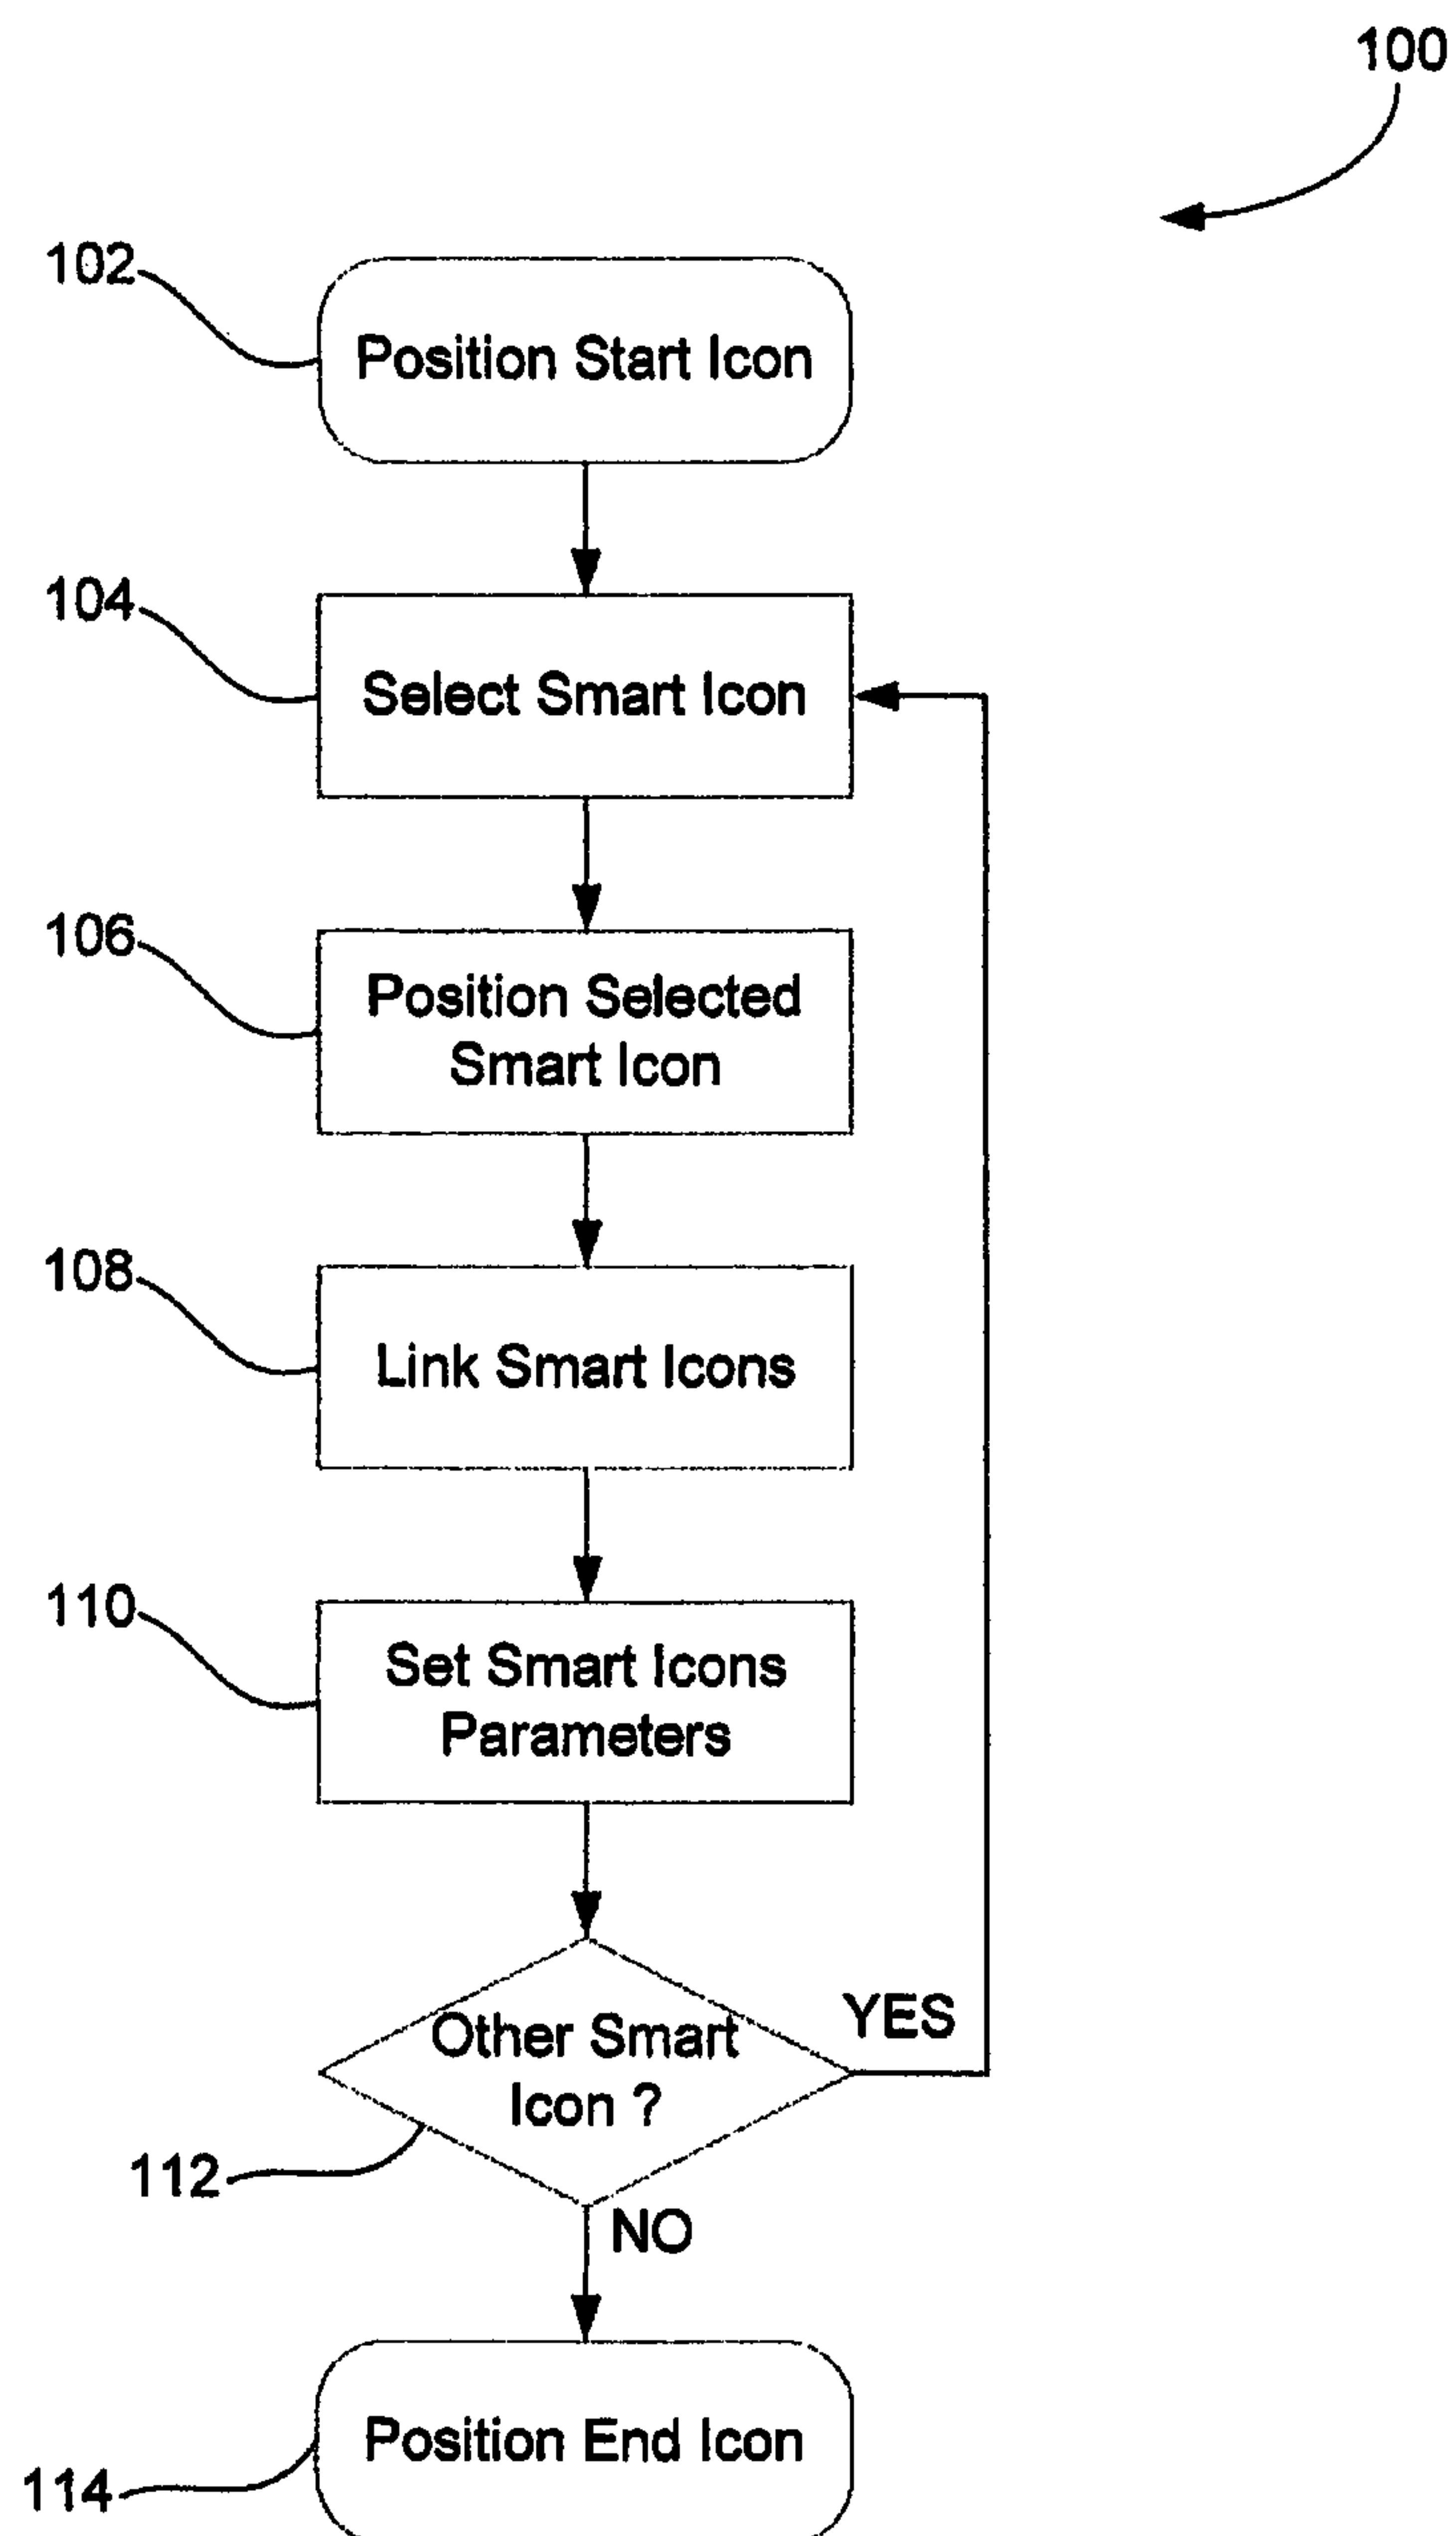 100
102
Position Start Icon
104
Select Smart Icon
106
Position Selected
Smart Icon
108
Link Smart Icons
110
Set Smart Icons
Parameters
Other Smart
Icon ?
YES
112
NO
Position End Icon
114